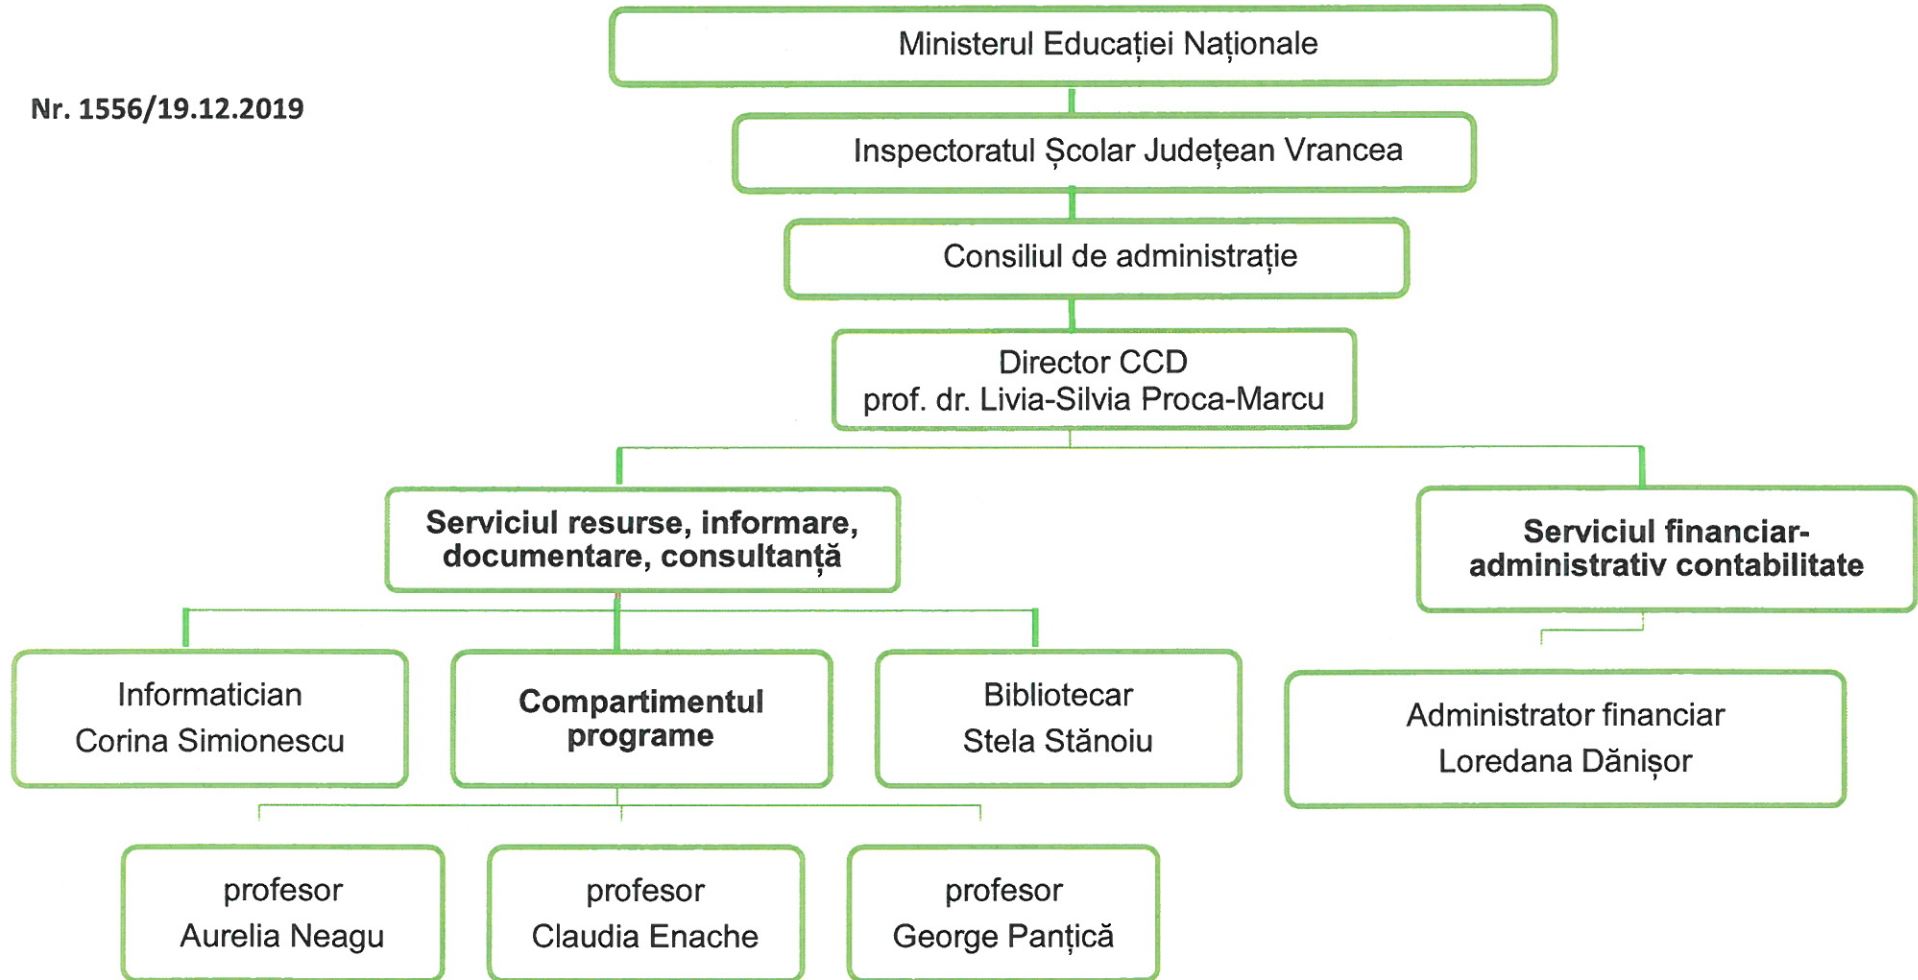 Ministerul Educației Naționale
Nr. 1556/19.12.2019
Inspectoratul Școlar Județean Vrancea
Consiliul de administrație
Director CCD
prof. dr. Livia-Silvia Proca-Marcu
Serviciul resurse, informare,
documentare, consultanță
Serviciul financiar-
administrativ contabilitate
Informatician
Corina Simionescu
Compartimentul
programe
Bibliotecar
Stela Stănoiu
Administrator financiar
Loredana Dănișor
profesor
Aurelia Neagu
profesor
Claudia Enache
profesor
George Panțică